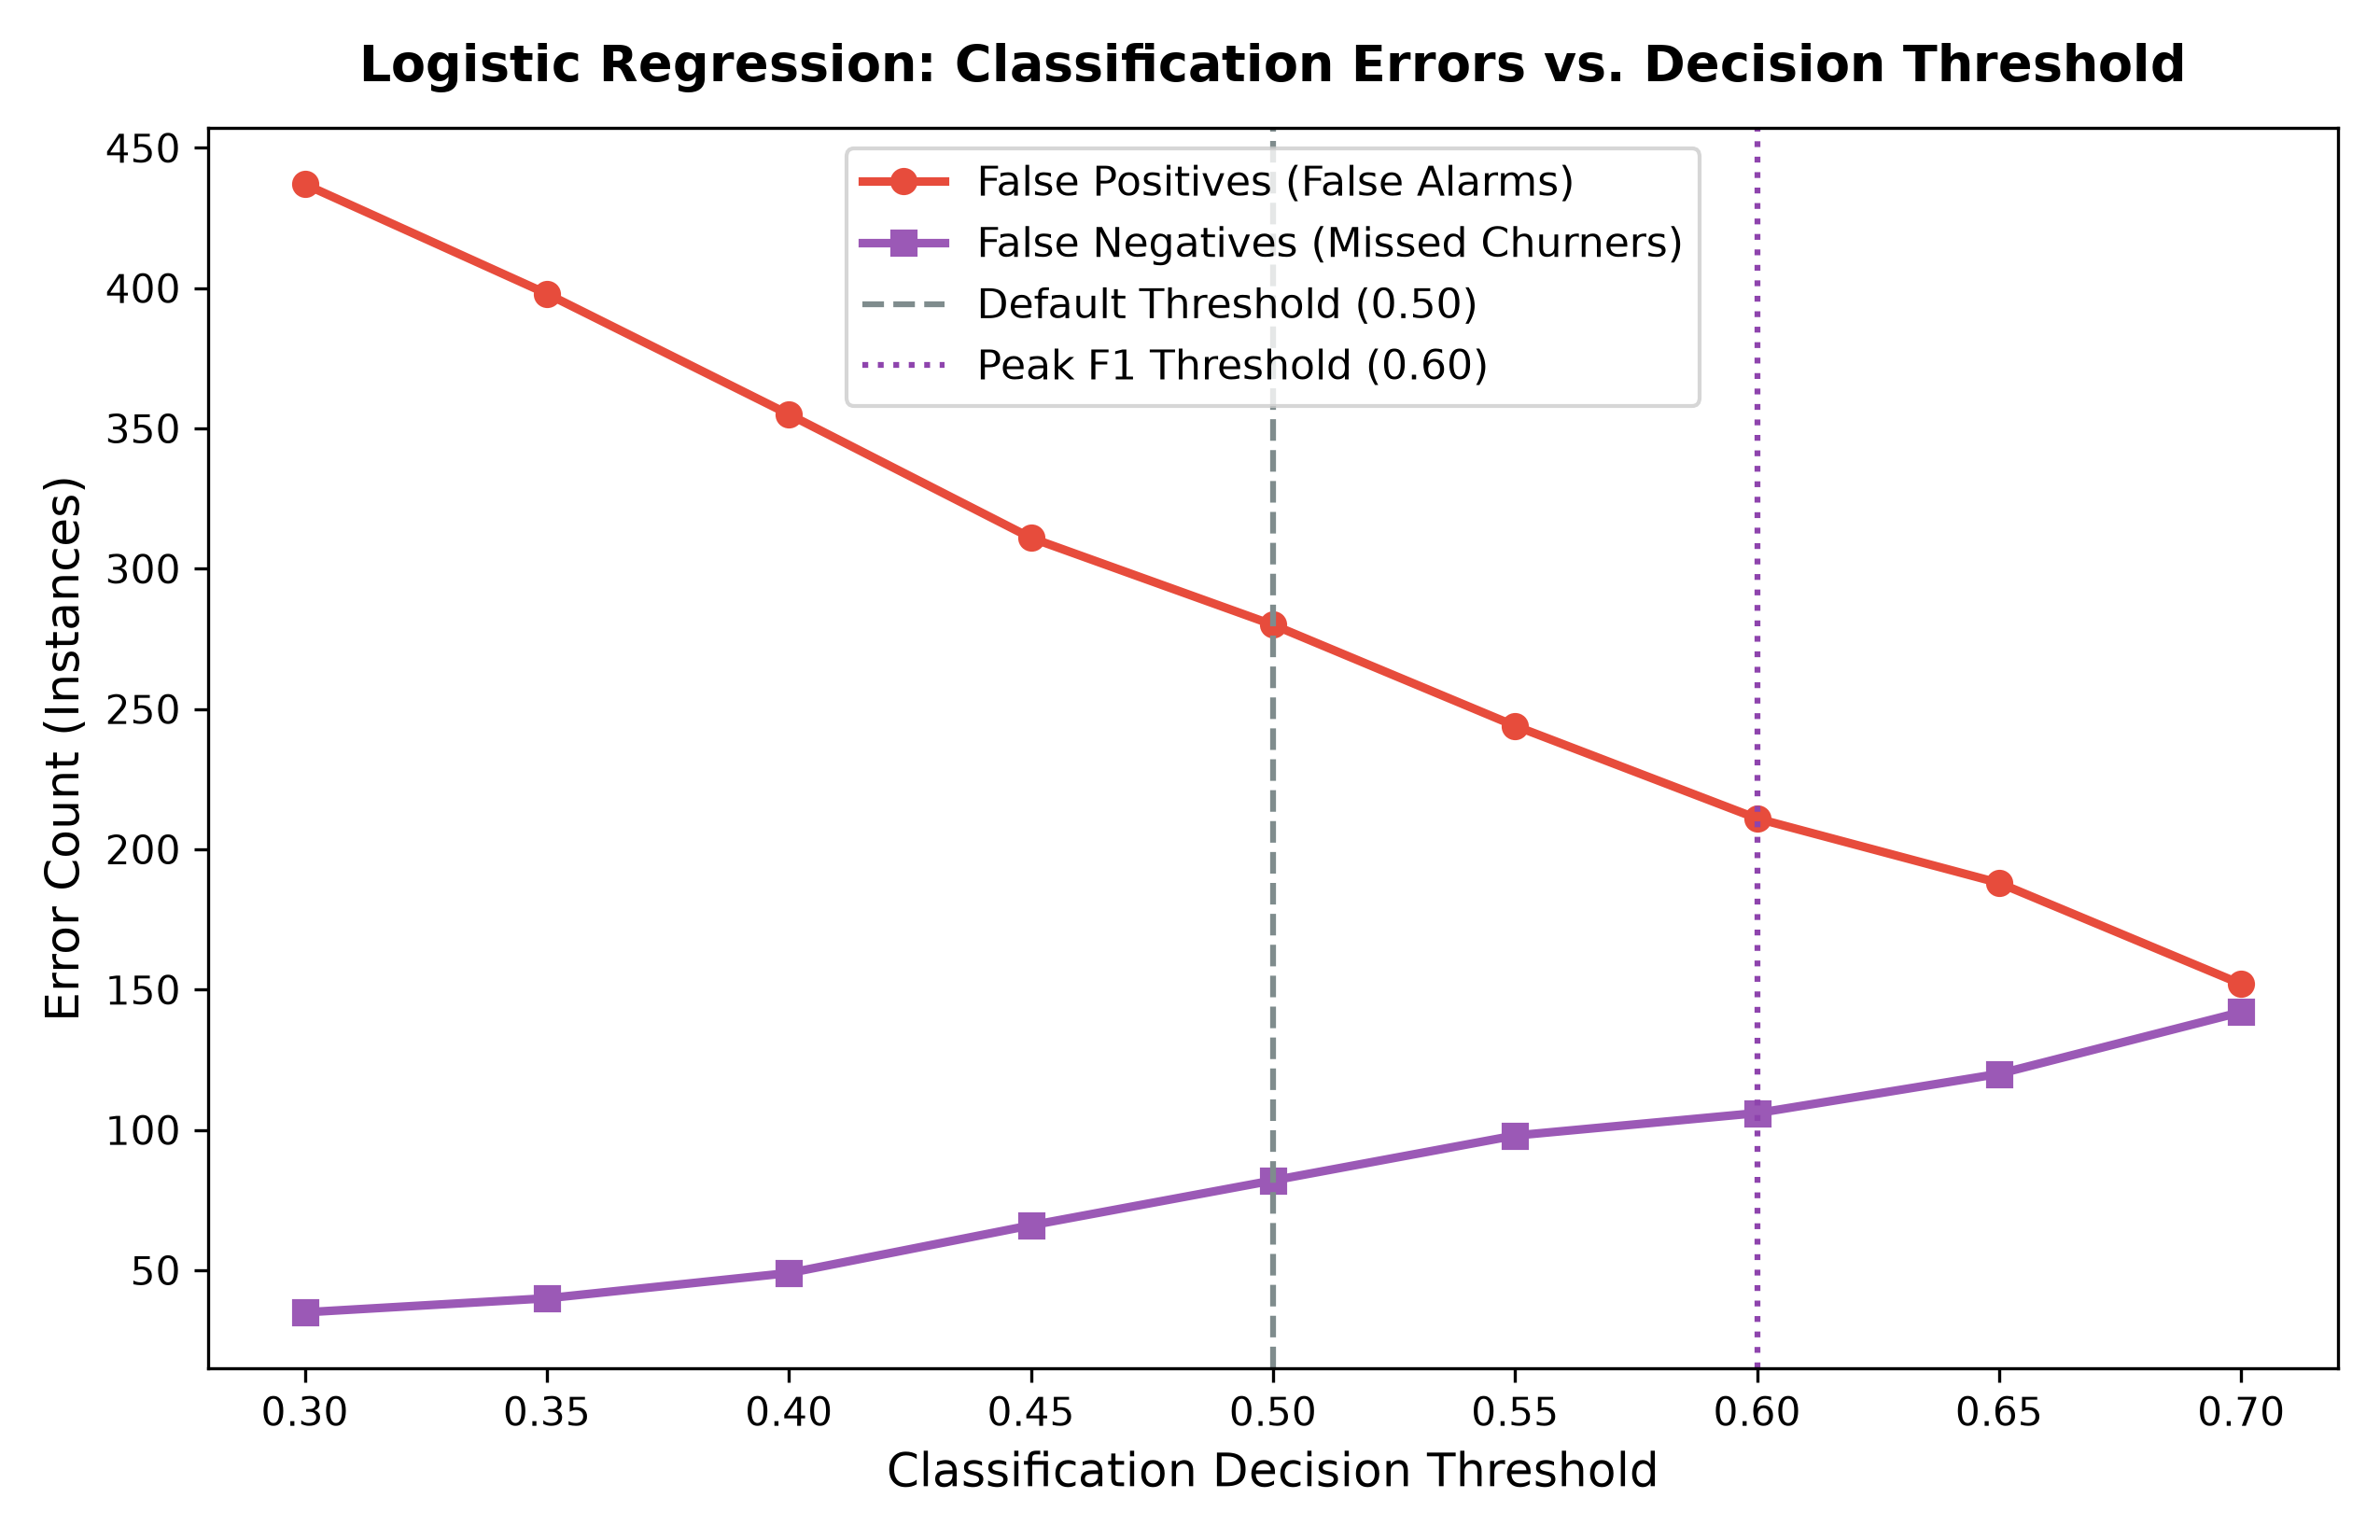 Logistic Regression: Classification Errors vs. Decision Threshold
450
400
350
300
250
200
150
100
50
Error Count (Instances)
False Positives (False Alarms)
False Negatives (Missed Churners)
Default Threshold (0.50)
Peak F1 Threshold (0.60)
0.30 0.35 0.40 0.45 0.50 0.55 0.60 0.65 0.70
Classification Decision Threshold